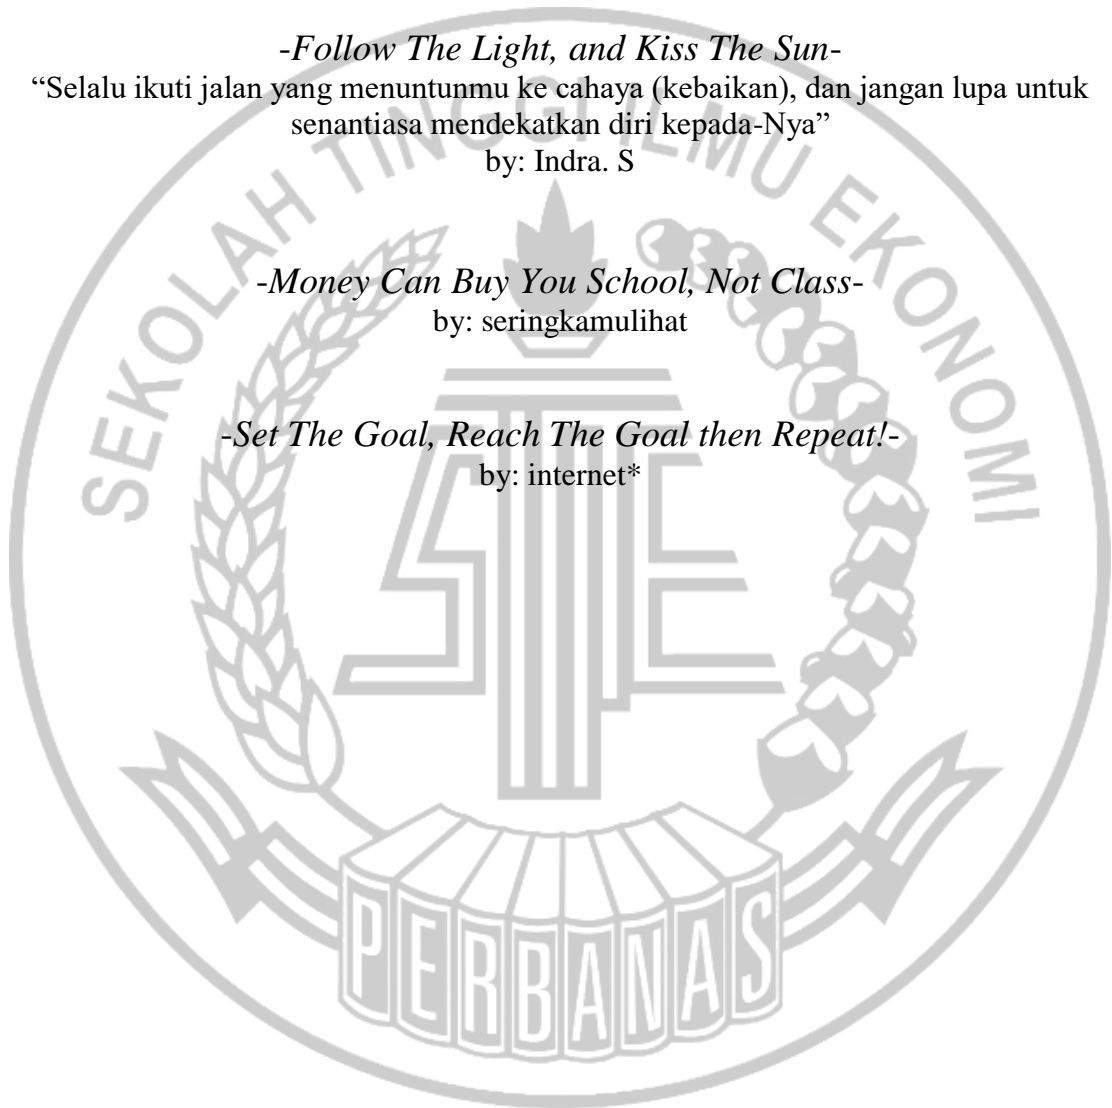 -Follow The Light, and Kiss The Sun-
“Selalu ikuti jalan yang menuntunmu ke cahaya (kebaikan), dan jangan lupa untuk
senantiasa mendekatkan diri kepada-Nya”
by: Indra. S
-Money Can Buy You School, Not Class-
by: seringkamulihat
-Set The Goal, Reach The Goal then Repeat!-
by: internet*
SEKOLAH TINGGI ILMU EKONOMI
STIE
PERBANAS